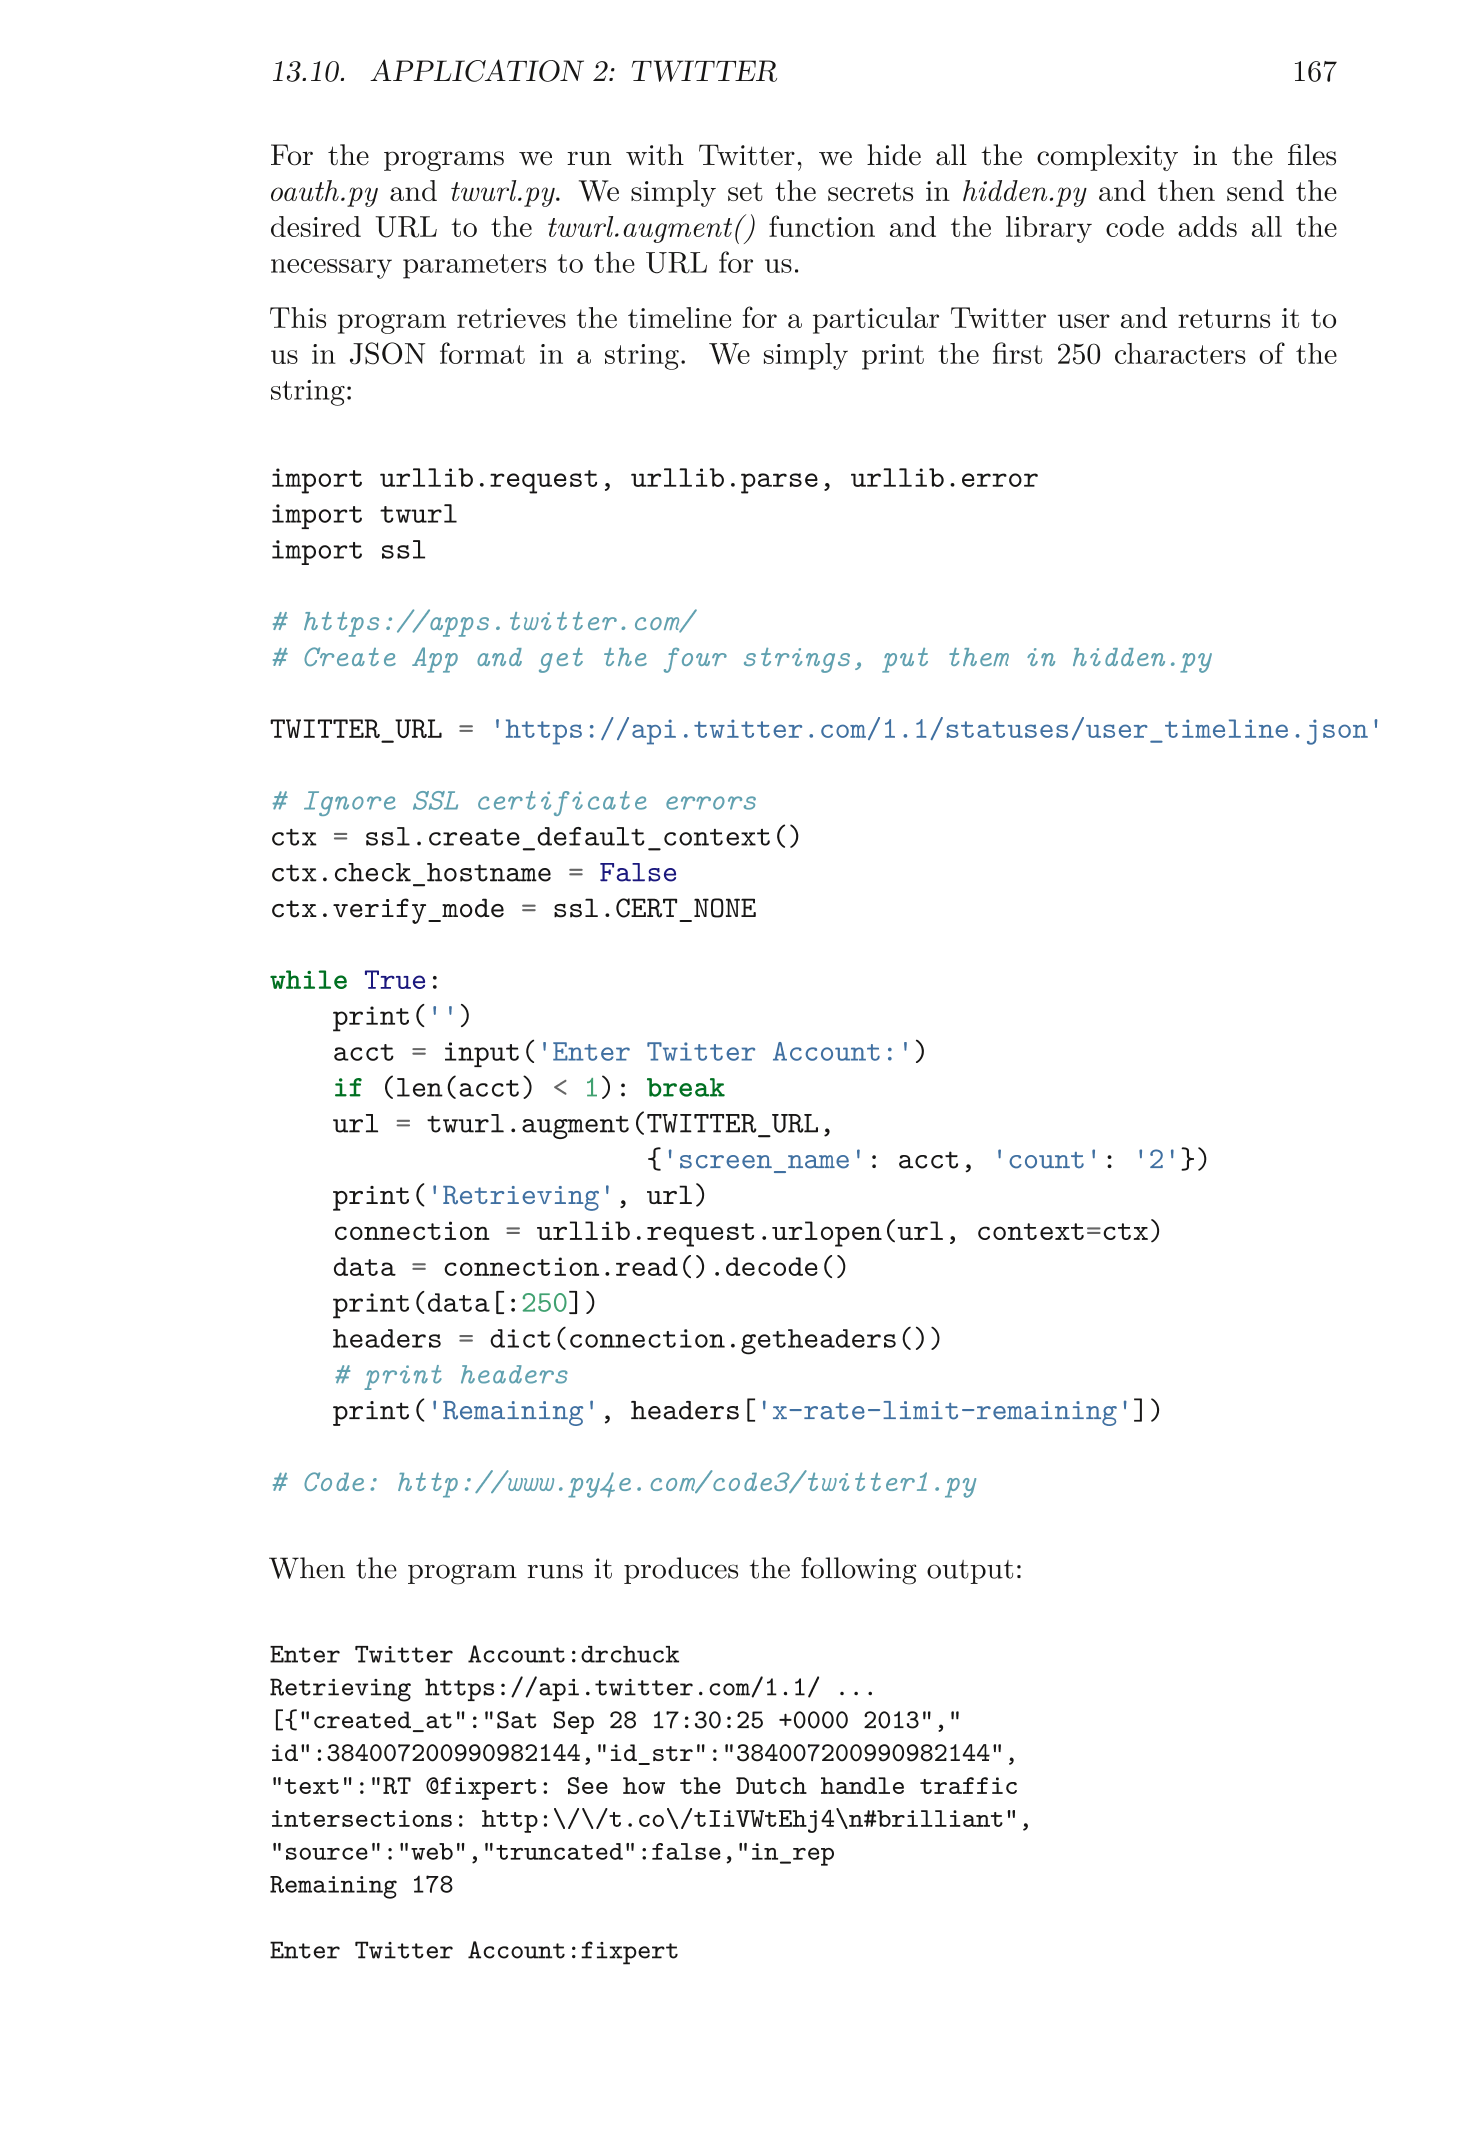 13.10. APPLICATION 2: TWITTER 167
For the programs we run with Twitter, we hide all the complexity in the files
oauth.py and twurl.py. We simply set the secrets in hidden.py and then send the
desired URL to the twurl.augment() function and the library code adds all the
necessary parameters to the URL for us.
This program retrieves the timeline for a particular Twitter user and returns it to
us in JSON format in a string. We simply print the first 250 characters of the
string:
import urllib.request, urllib.parse, urllib.error
import twurl
import ssl
# https://apps.twitter.com/
# Create App and get the four strings, put them in hidden.py
TWITTER_URL = 'https://api.twitter.com/1.1/statuses/user_timeline.json'
# Ignore SSL certificate errors
ctx = ssl.create_default_context()
ctx.check_hostname = False
ctx.verify_mode = ssl.CERT_NONE
while True:
    print('')
    acct = input('Enter Twitter Account:')
    if (len(acct) < 1): break
    url = twurl.augment(TWITTER_URL,
                        {'screen_name': acct, 'count': '2'})
    print('Retrieving', url)
    connection = urllib.request.urlopen(url, context=ctx)
    data = connection.read().decode()
    print(data[:250])
    headers = dict(connection.getheaders())
    # print headers
    print('Remaining', headers['x-rate-limit-remaining'])
# Code: http://www.py4e.com/code3/twitter1.py
When the program runs it produces the following output:
Enter Twitter Account:drchuck
Retrieving https://api.twitter.com/1.1/ ...
[{"created_at":"Sat Sep 28 17:30:25 +0000 2013","
id":384007200990982144,"id_str":"384007200990982144",
"text":"RT @fixpert: See how the Dutch handle traffic
intersections: http:\/\/t.co\/tIiVWtEhj4\n#brilliant",
"source":"web","truncated":false,"in_rep
Remaining 178
Enter Twitter Account:fixpert